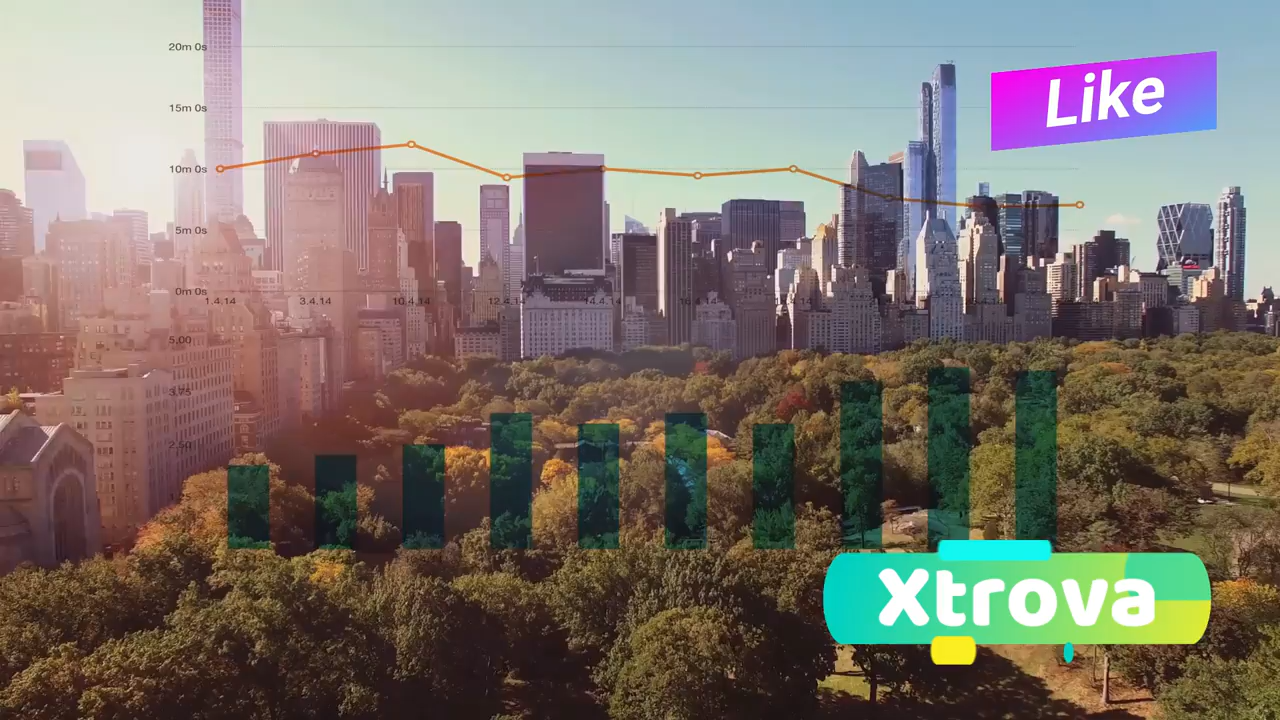 20m 0s
15m 0s
10m 0s
5m 0s
0m 0s
1.4.14
3.4.14
10.4.14
12.4.14
14.4.14
5.00
3.75
2.50
Like
Xtrova